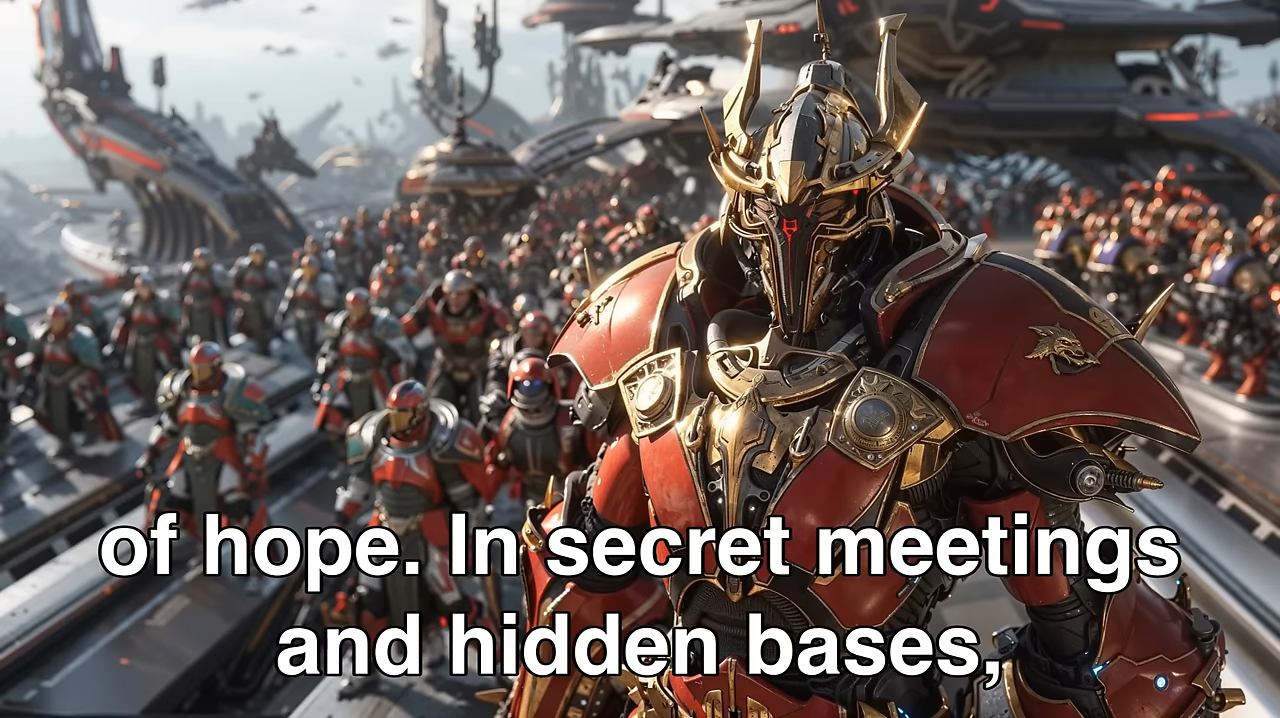 of hope. In secret meetings
and hidden bases,